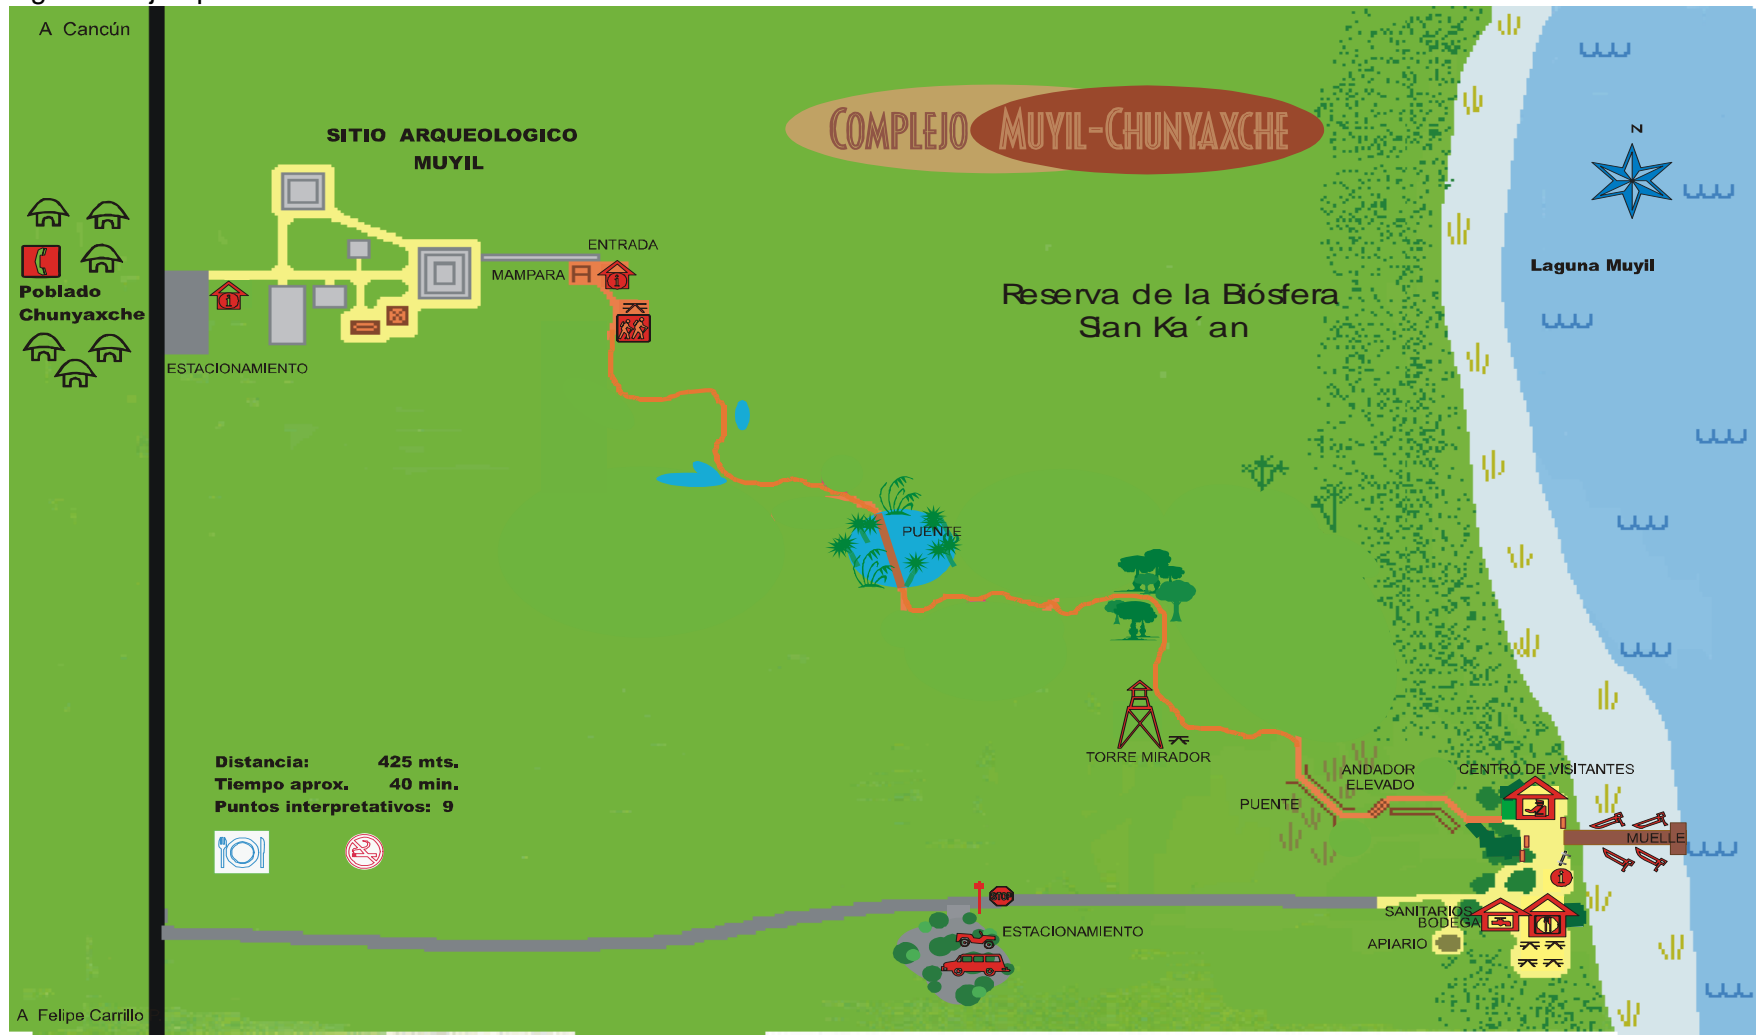 A Cancún
COMPLEJO MUYIL-CHUNYAXCHE
SITIO ARQUEOLOGICO
MUYIL
N
ENTRADA
MAMPARA
Laguna Muyil
Poblado
Chunyaxche
Reserva de la Biósfera
Sian Ka´an
ESTACIONAMIENTO
PUENTE
TORRE MIRADOR
Distancia: 425 mts.
Tiempo aprox. 40 min.
Puntos interpretativos: 9
ANDADOR
ELEVADO
CENTRO DE VISITANTES
PUENTE
MUELLE
STOP
SANITARIOS
BODEGA
ESTACIONAMIENTO
APIARIO
A Felipe Carrillo